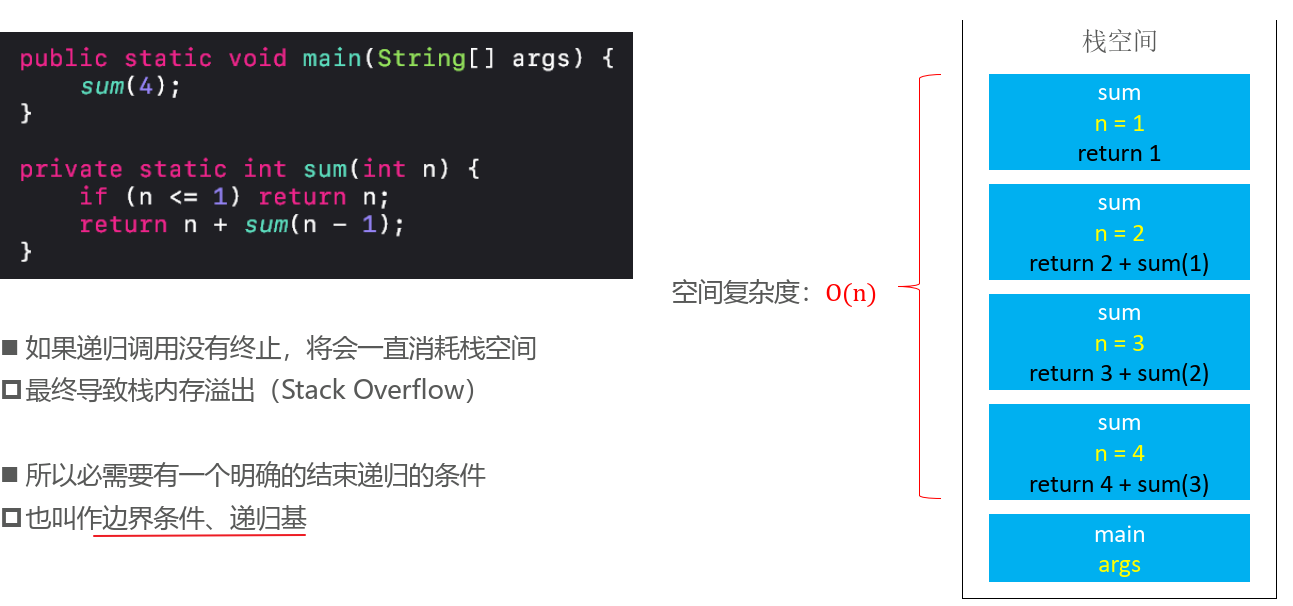 public static void main(String[] args) {
    sum(4);
}
private static int sum(int n) {
    if (n <= 1) return n;
    return n + sum(n - 1);
}
如果递归调用没有终止，将会一直消耗栈空间
最终导致栈内存溢出（Stack Overflow）
所以必需要有一个明确的结束递归的条件
也叫作边界条件、递归基
空间复杂度：O(n)
栈空间
sum
n = 1
return 1
sum
n = 2
return 2 + sum(1)
sum
n = 3
return 3 + sum(2)
sum
n = 4
return 4 + sum(3)
main
args